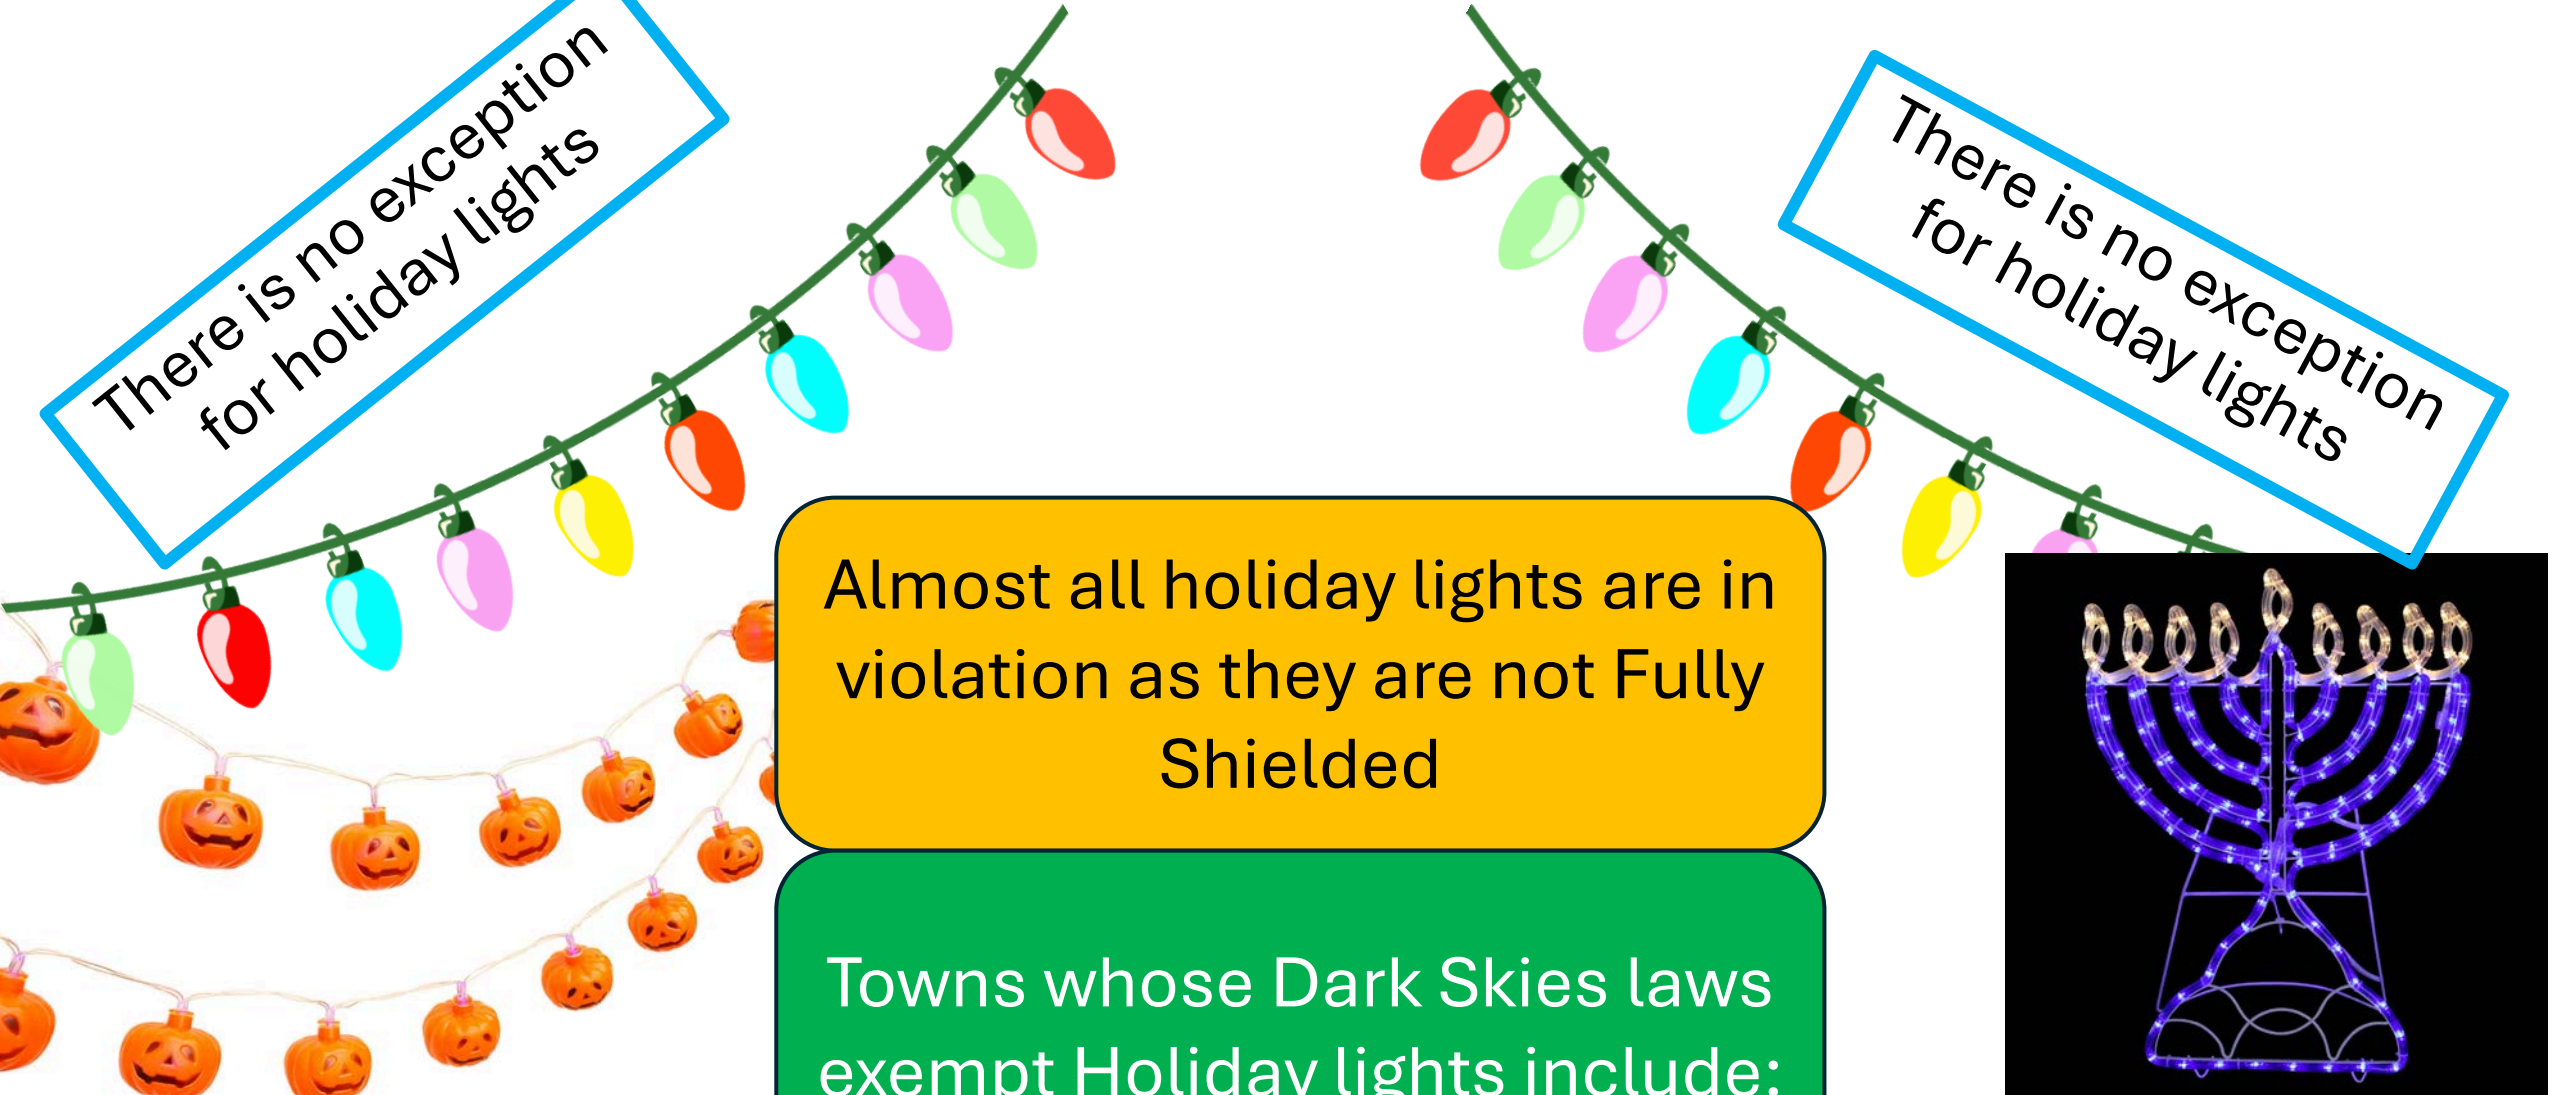 There is no exception
for holiday lights
There is no exception
for holiday lights
Almost all holiday lights are in
violation as they are not Fully
Shielded
Towns whose Dark Skies laws
exempt Holiday lights include: